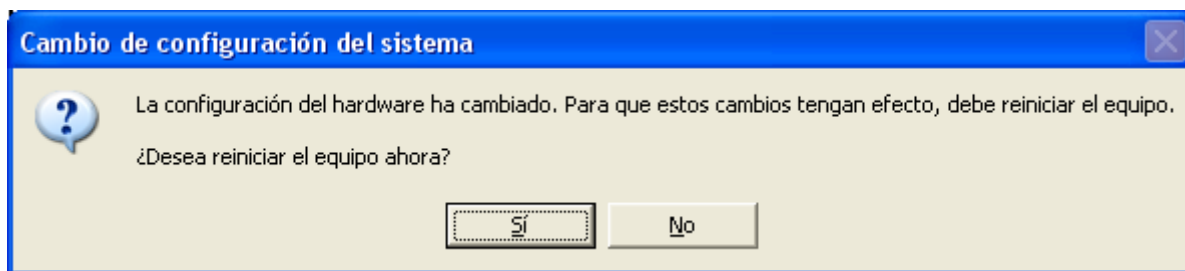 Cambio de configuración del sistema
La configuración del hardware ha cambiado. Para que estos cambios tengan efecto, debe reiniciar el equipo.
¿Desea reiniciar el equipo ahora?
Sí No